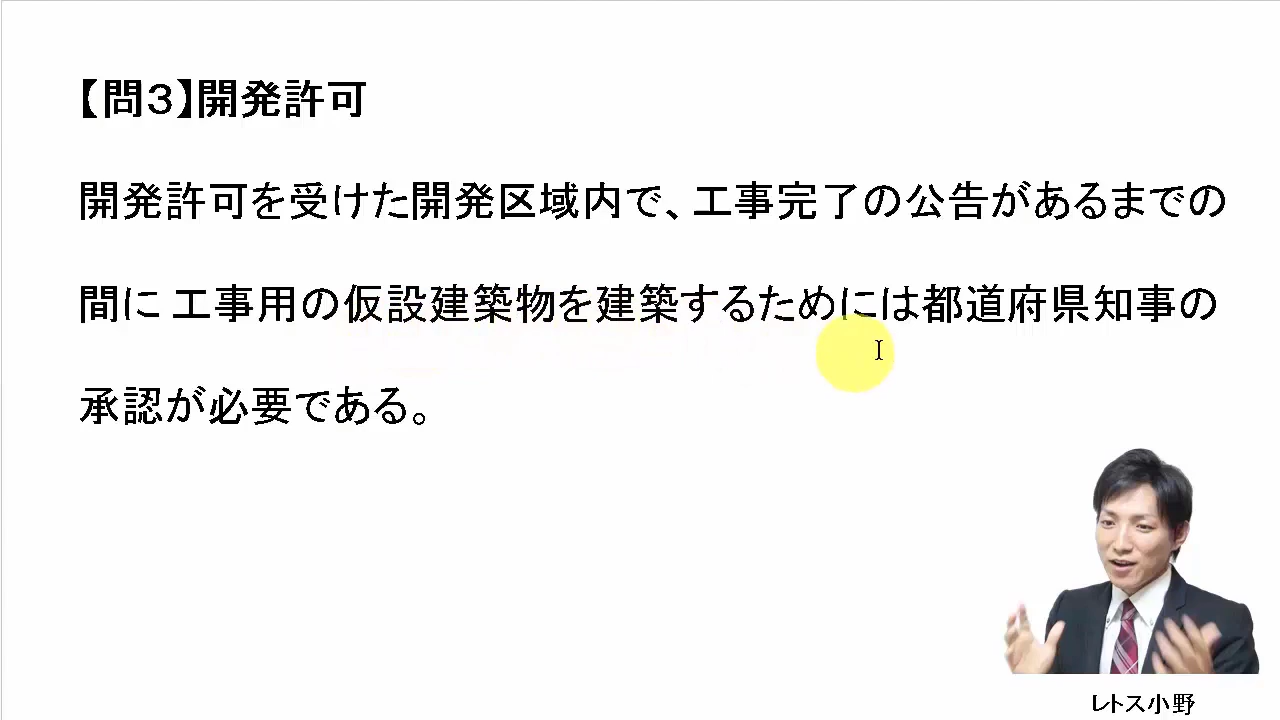 【問３】開発許可
開発許可を受けた開発区域内で、工事完了の公告があるまでの
間に 工事用の仮設建築物を建築するためには都道府県知事の
承認が必要である。
レトス小野